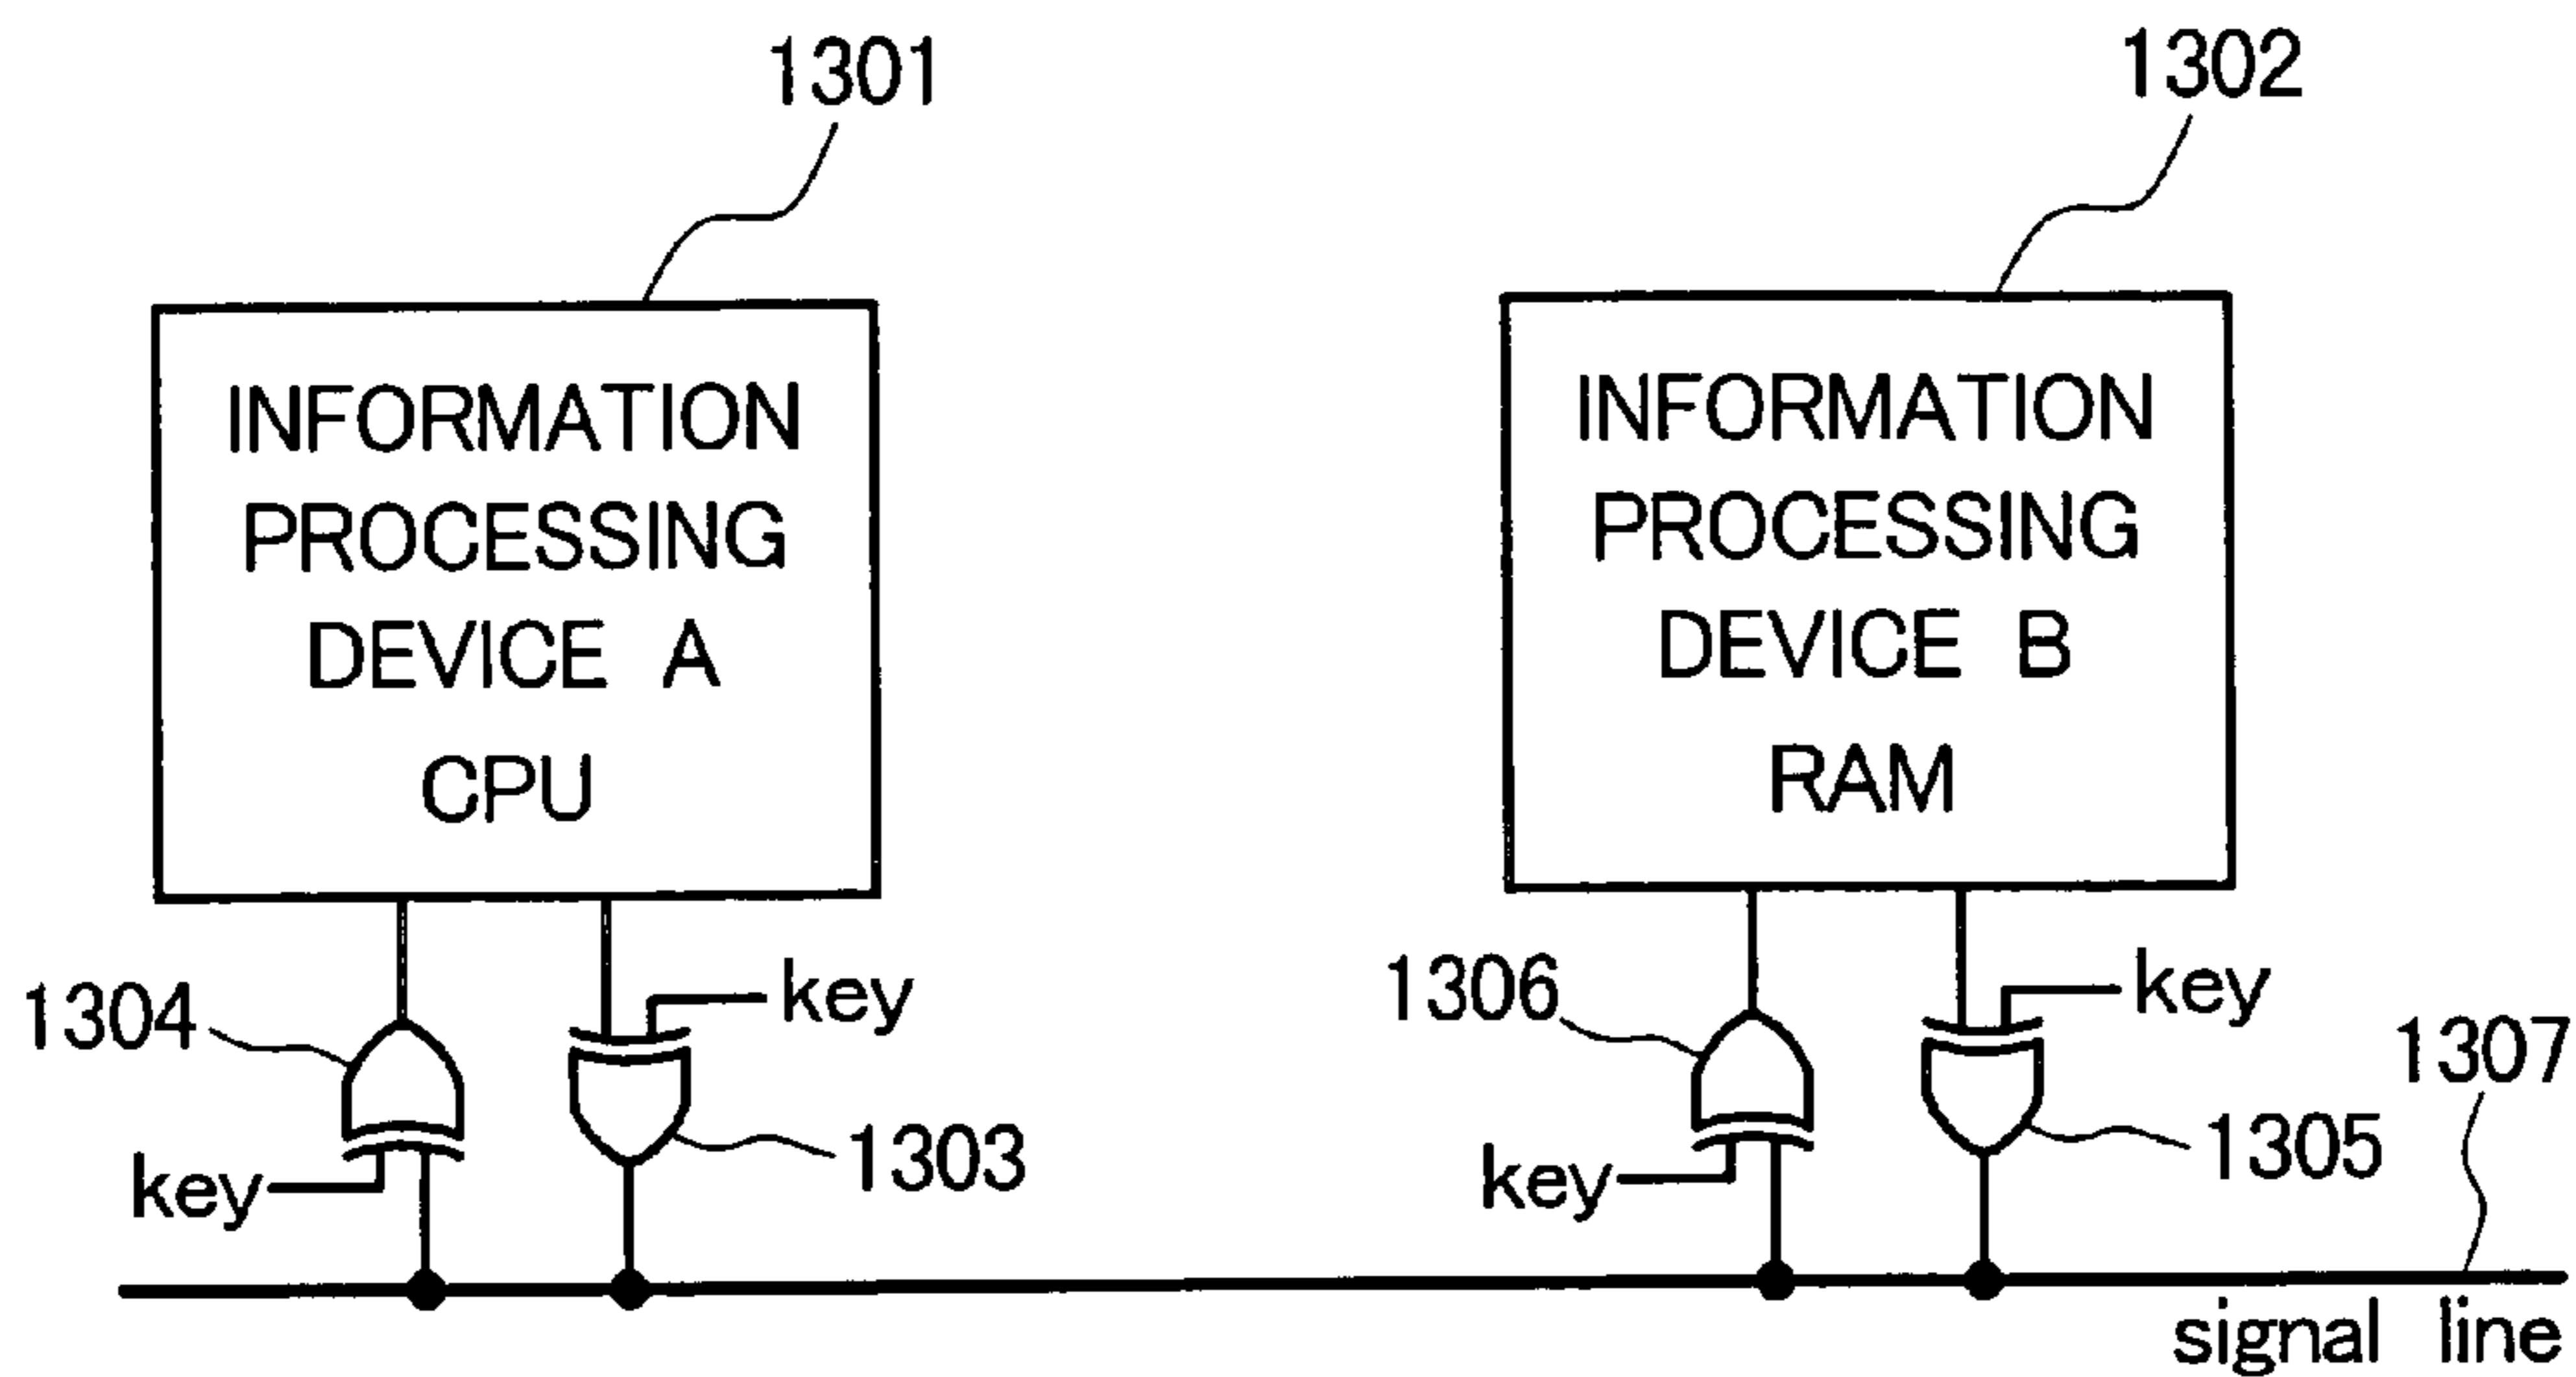 1301
1302
INFORMATION
PROCESSING
DEVICE A
CPU
INFORMATION
PROCESSING
DEVICE B
RAM
1304
key
1303
key
1306
key
1305
key
1307
signal line